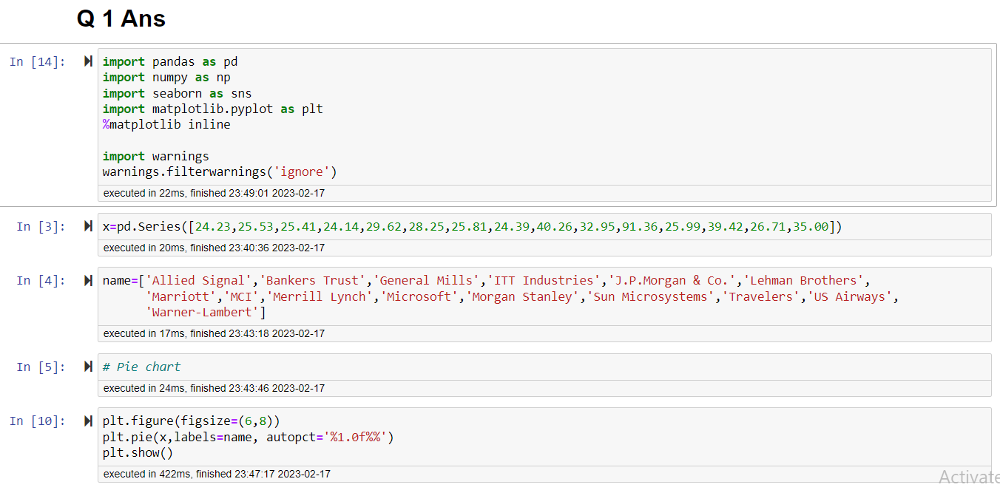 Q 1 Ans
In [14]:
import pandas as pd
import numpy as np
import seaborn as sns
import matplotlib.pyplot as plt
%matplotlib inline
import warnings
warnings.filterwarnings('ignore')
executed in 22ms, finished 23:49:01 2023-02-17
In [3]:
x=pd.Series([24.23,25.53,25.41,24.14,29.62,28.25,25.81,24.39,40.26,32.95,91.36,25.99,39.42,26.71,35.00])
executed in 20ms, finished 23:40:36 2023-02-17
In [4]:
name=['Allied Signal','Bankers Trust','General Mills','ITT Industries','J.P.Morgan & Co.','Lehman Brothers',
'Marriott','MCI','Merrill Lynch','Microsoft','Morgan Stanley','Sun Microsystems','Travelers','US Airways',
'Warner-Lambert']
executed in 17ms, finished 23:43:18 2023-02-17
In [5]:
# Pie chart
executed in 24ms, finished 23:43:46 2023-02-17
In [10]:
plt.figure(figsize=(6,8))
plt.pie(x,labels=name, autopct='%1.0f%%')
plt.show()
executed in 422ms, finished 23:47:17 2023-02-17
Activate